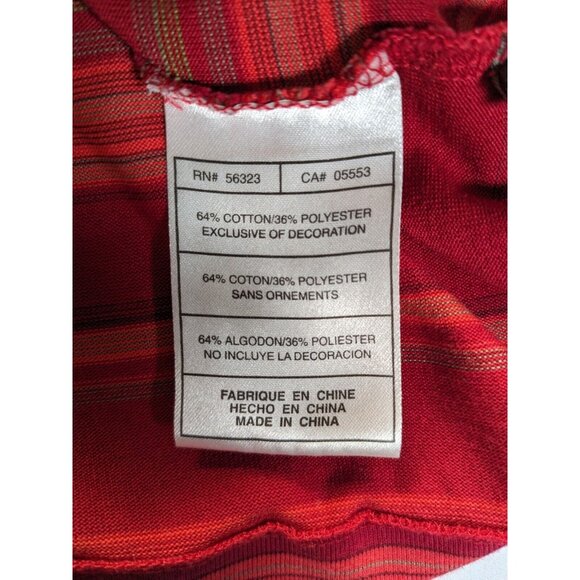 RN# 56323 CA# 05553
64% COTTON/36% POLYESTER
EXCLUSIVE OF DECORATION
64% COTON/36% POLYESTER
SANS ORNEMENTS
64% ALGODON/36% POLIESTER
NO INCLUYE LA DECORACION
FABRIQUE EN CHINE
HECHO EN CHINA
MADE IN CHINA